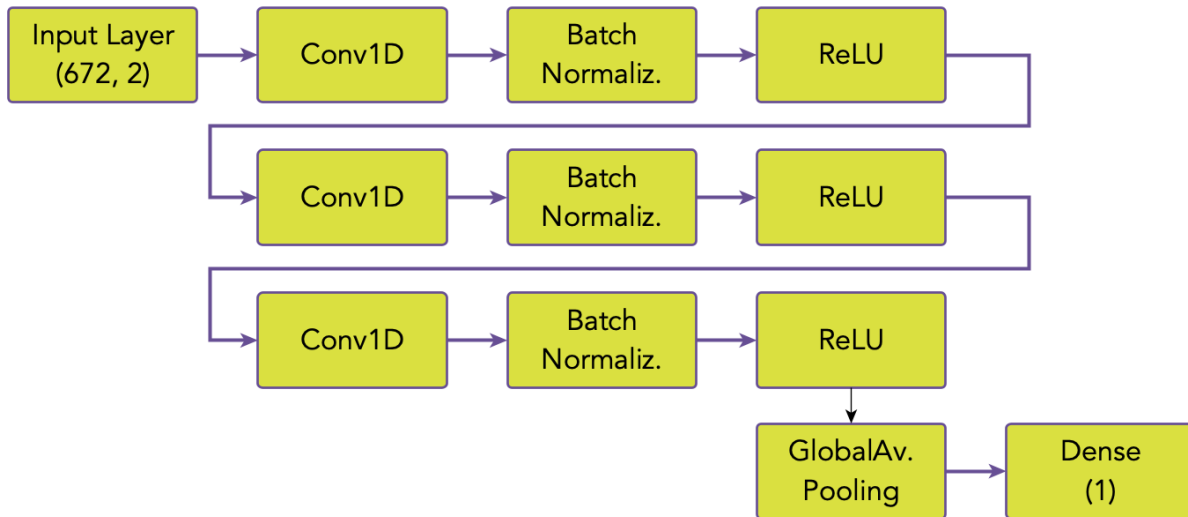 Input Layer
(672, 2)
Conv1D
Batch
Normaliz.
ReLU
Conv1D
Batch
Normaliz.
ReLU
Conv1D
Batch
Normaliz.
ReLU
GlobalAv.
Pooling
Dense
(1)